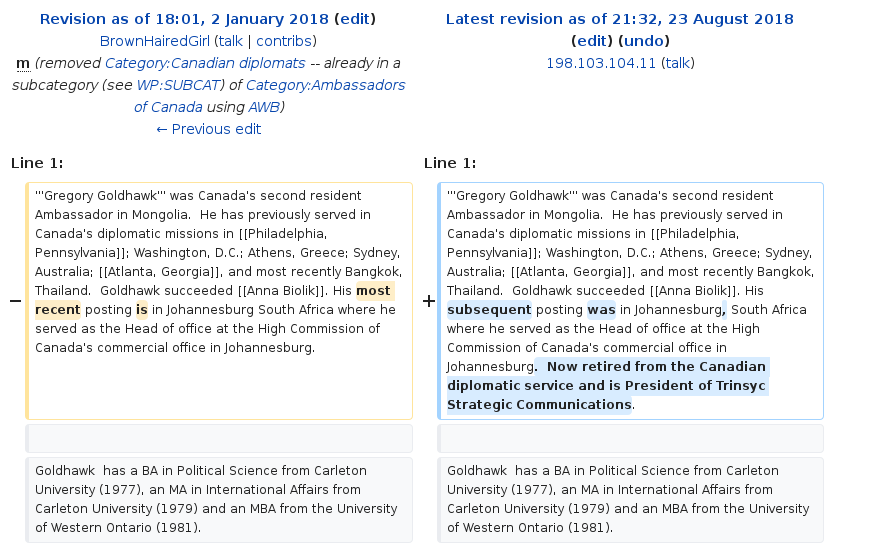 Revision as of 18:01, 2 January 2018 (edit)
BrownHairedGirl (talk | contribs)
m (removed Category:Canadian diplomats -- already in a
subcategory (see WP:SUBCAT) of Category:Ambassadors
of Canada using AWB)
← Previous edit
Latest revision as of 21:32, 23 August 2018
(edit) (undo)
198.103.104.11 (talk)
Line 1:
Line 1:
−
'''Gregory Goldhawk''' was Canada's second resident
Ambassador in Mongolia.  He has previously served in
Canada's diplomatic missions in [[Philadelphia,
Pennsylvania]]; Washington, D.C.; Athens, Greece; Sydney,
Australia; [[Atlanta, Georgia]], and most recently Bangkok,
Thailand.  Goldhawk succeeded [[Anna Biolik]]. His most
recent posting is in Johannesburg South Africa where he
served as the Head of office at the High Commission of
Canada's commercial office in Johannesburg.
+
'''Gregory Goldhawk''' was Canada's second resident
Ambassador in Mongolia.  He has previously served in
Canada's diplomatic missions in [[Philadelphia,
Pennsylvania]]; Washington, D.C.; Athens, Greece; Sydney,
Australia; [[Atlanta, Georgia]], and most recently Bangkok,
Thailand.  Goldhawk succeeded [[Anna Biolik]]. His
subsequent posting was in Johannesburg, South Africa
where he served as the Head of office at the High
Commission of Canada's commercial office in
Johannesburg.  Now retired from the Canadian
diplomatic service and is President of Trinsyc
Strategic Communications.
Goldhawk  has a BA in Political Science from Carleton
University (1977), an MA in International Affairs from
Carleton University (1979) and an MBA from the University
of Western Ontario (1981).
Goldhawk  has a BA in Political Science from Carleton
University (1977), an MA in International Affairs from
Carleton University (1979) and an MBA from the University
of Western Ontario (1981).